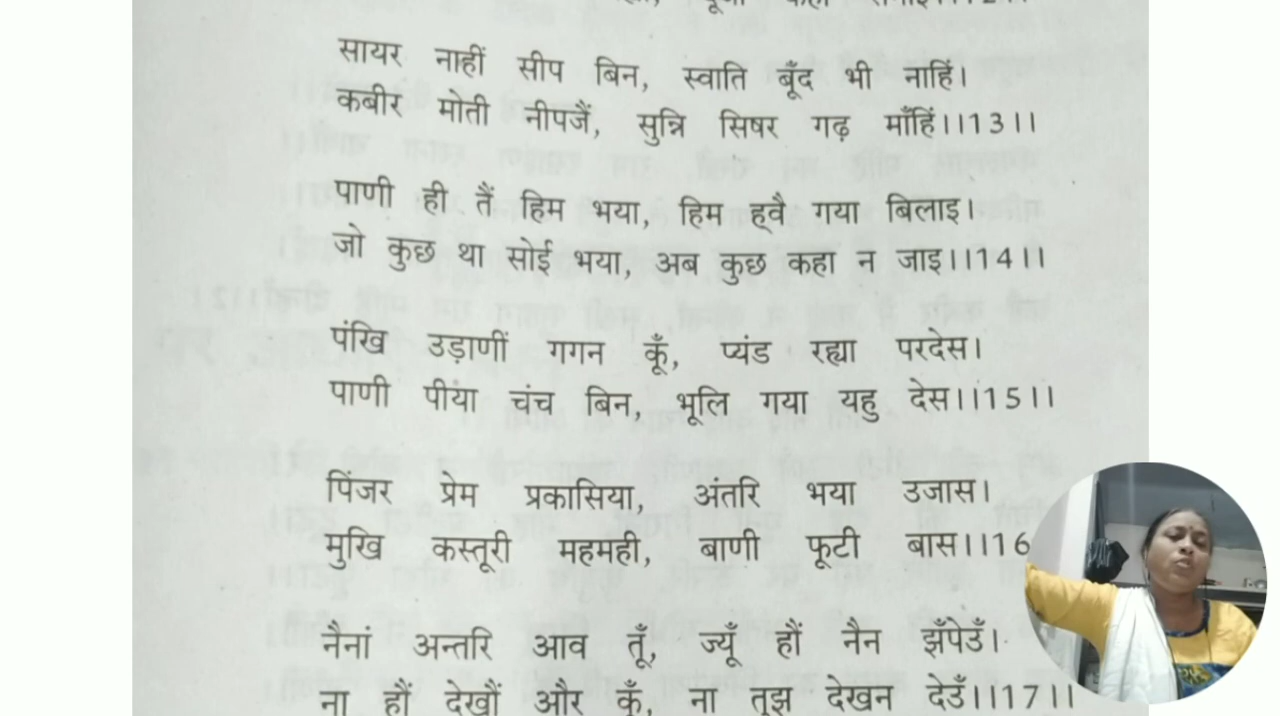 सायर नाहीं सीप बिन, स्वाति बूँद भी नाहिं।
कबीर मोती नीपजैं, सुन्नि सिषर गढ़ माँहिं।।13।।
पाणी ही तैं हिम भया, हिम ह्वै गया बिलाइ।
जो कुछ था सोई भया, अब कुछ कहा न जाइ।।14।।
पंखि उड़ाणीं गगन कूँ, प्यंड रह्या परदेस।
पाणी पीया चंच बिन, भूलि गया यहु देस।।15।।
पिंजर प्रेम प्रकासिया, अंतरि भया उजास।
मुखि कस्तूरी महमही, बाणी फूटी बास।।16
नैनां अन्तरि आव तूँ, ज्यूँ हौं नैन झँपेउँ।
ना हौं देखौं और कूँ, ना तुझ देखन देउँ।।17।।